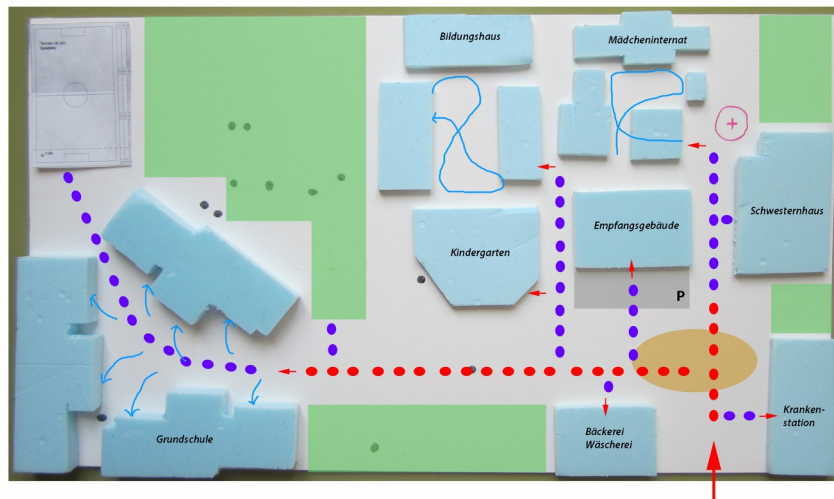 Bildungshaus
Mädcheninternat
Schwesternhaus
Empfangsgebäude
Kindergarten
P
Kranken-
station
Bäckerei
Wäscherei
Grundschule